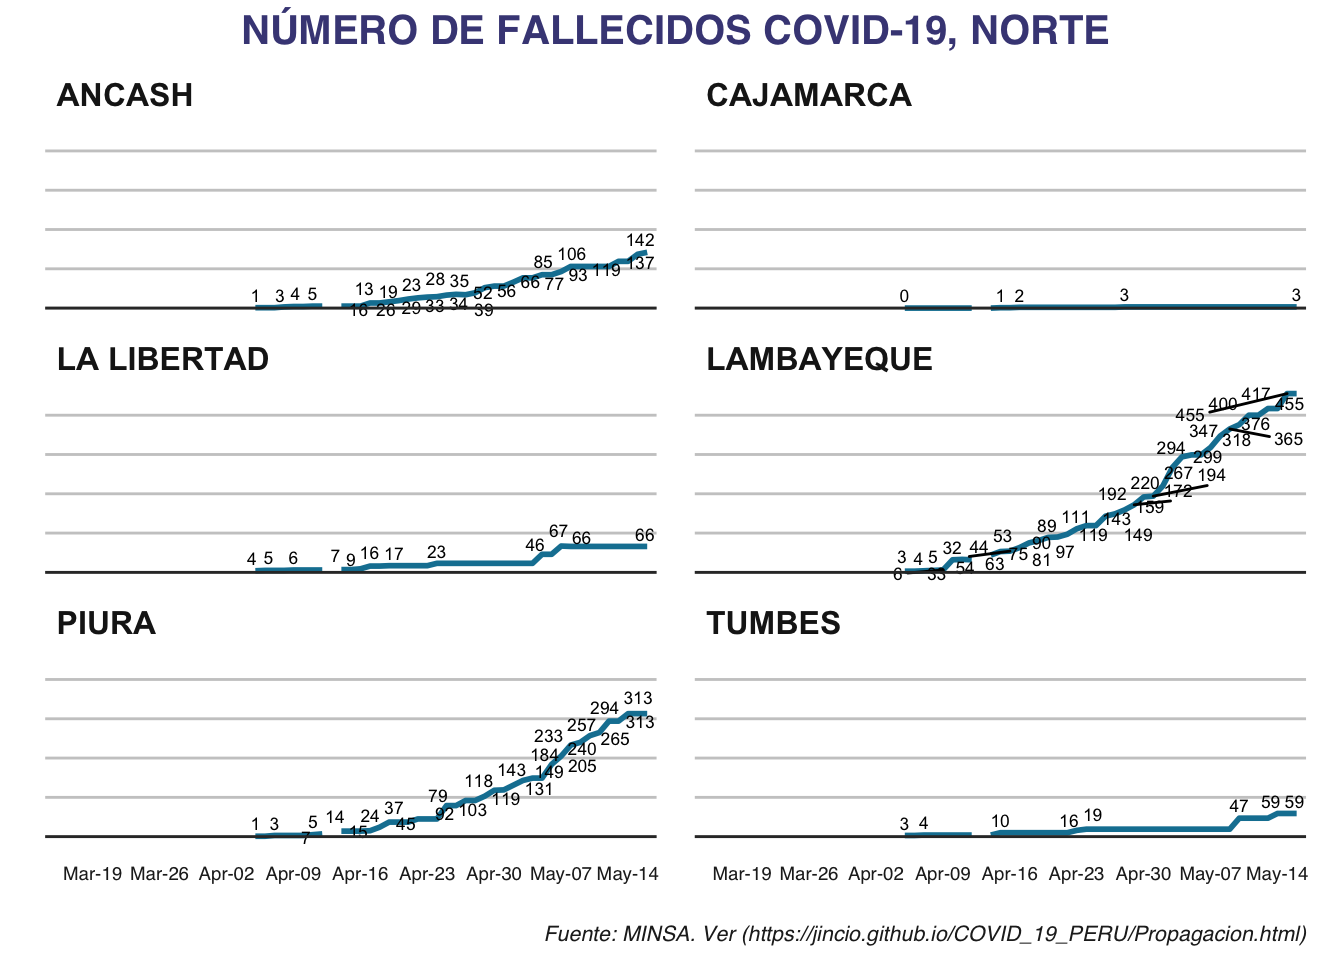 NÚMERO DE FALLECIDOS COVID-19, NORTE
ANCASH
1 3 4 5 13 19 23 28 35 85 106 142
16 26 29 33 34 39 52 56 66 77 93 119 137
CAJAMARCA
0 1 2 3 3
LA LIBERTAD
4 5 6 7 9 16 17 23 46 67 66 66
LAMBAYEQUE
455 400 417 455
294 347 318 376 365
267 299 194
192 220 159 172
89 111 119 143 149
3 4 5 32 44 53 75 90 97
6 33 54 63 81
PIURA
294 313
233 257 313
184 240 265
118 143 149 205
79 131
1 3 5 14 24 37 92 103 119
7 15 45
TUMBES
3 4 10 16 19 47 59 59
Mar-19 Mar-26 Apr-02 Apr-09 Apr-16 Apr-23 Apr-30 May-07 May-14
Mar-19 Mar-26 Apr-02 Apr-09 Apr-16 Apr-23 Apr-30 May-07 May-14
Fuente: MINSA. Ver (https://jincio.github.io/COVID_19_PERU/Propagacion.html)